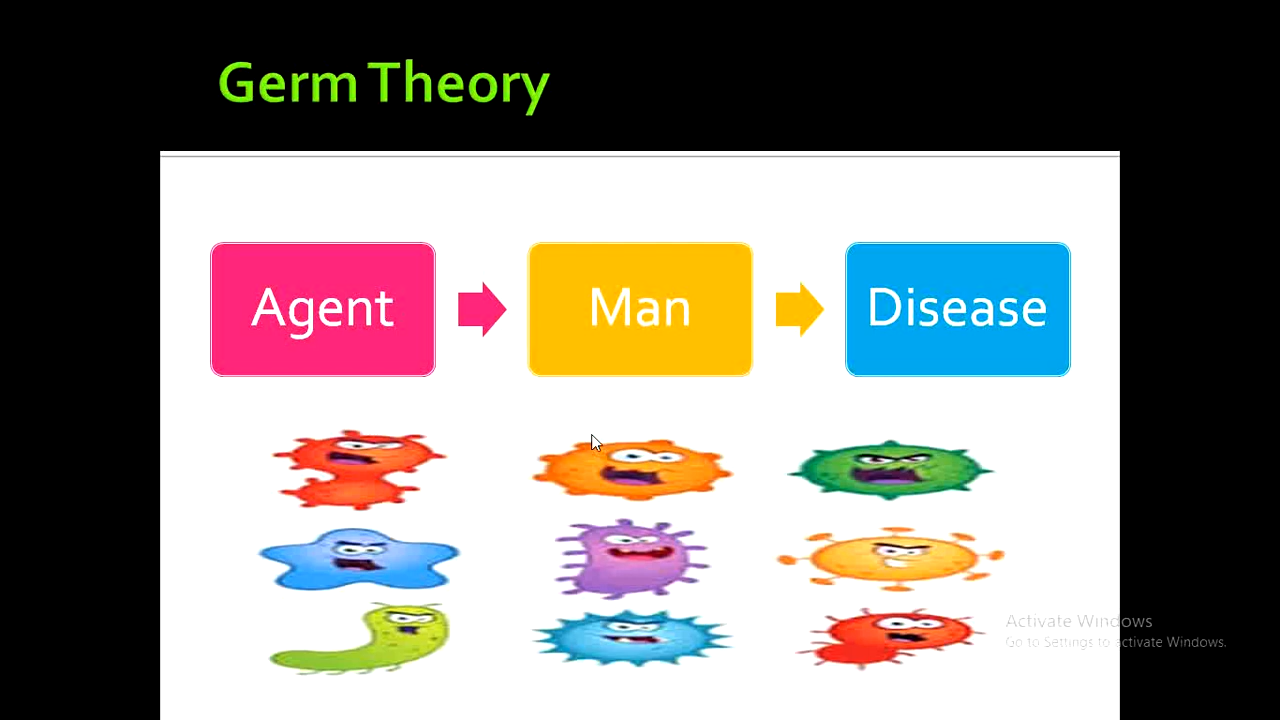 Germ Theory
Agent
Man
Disease
Activate Windows
Go to Settings to activate Windows.